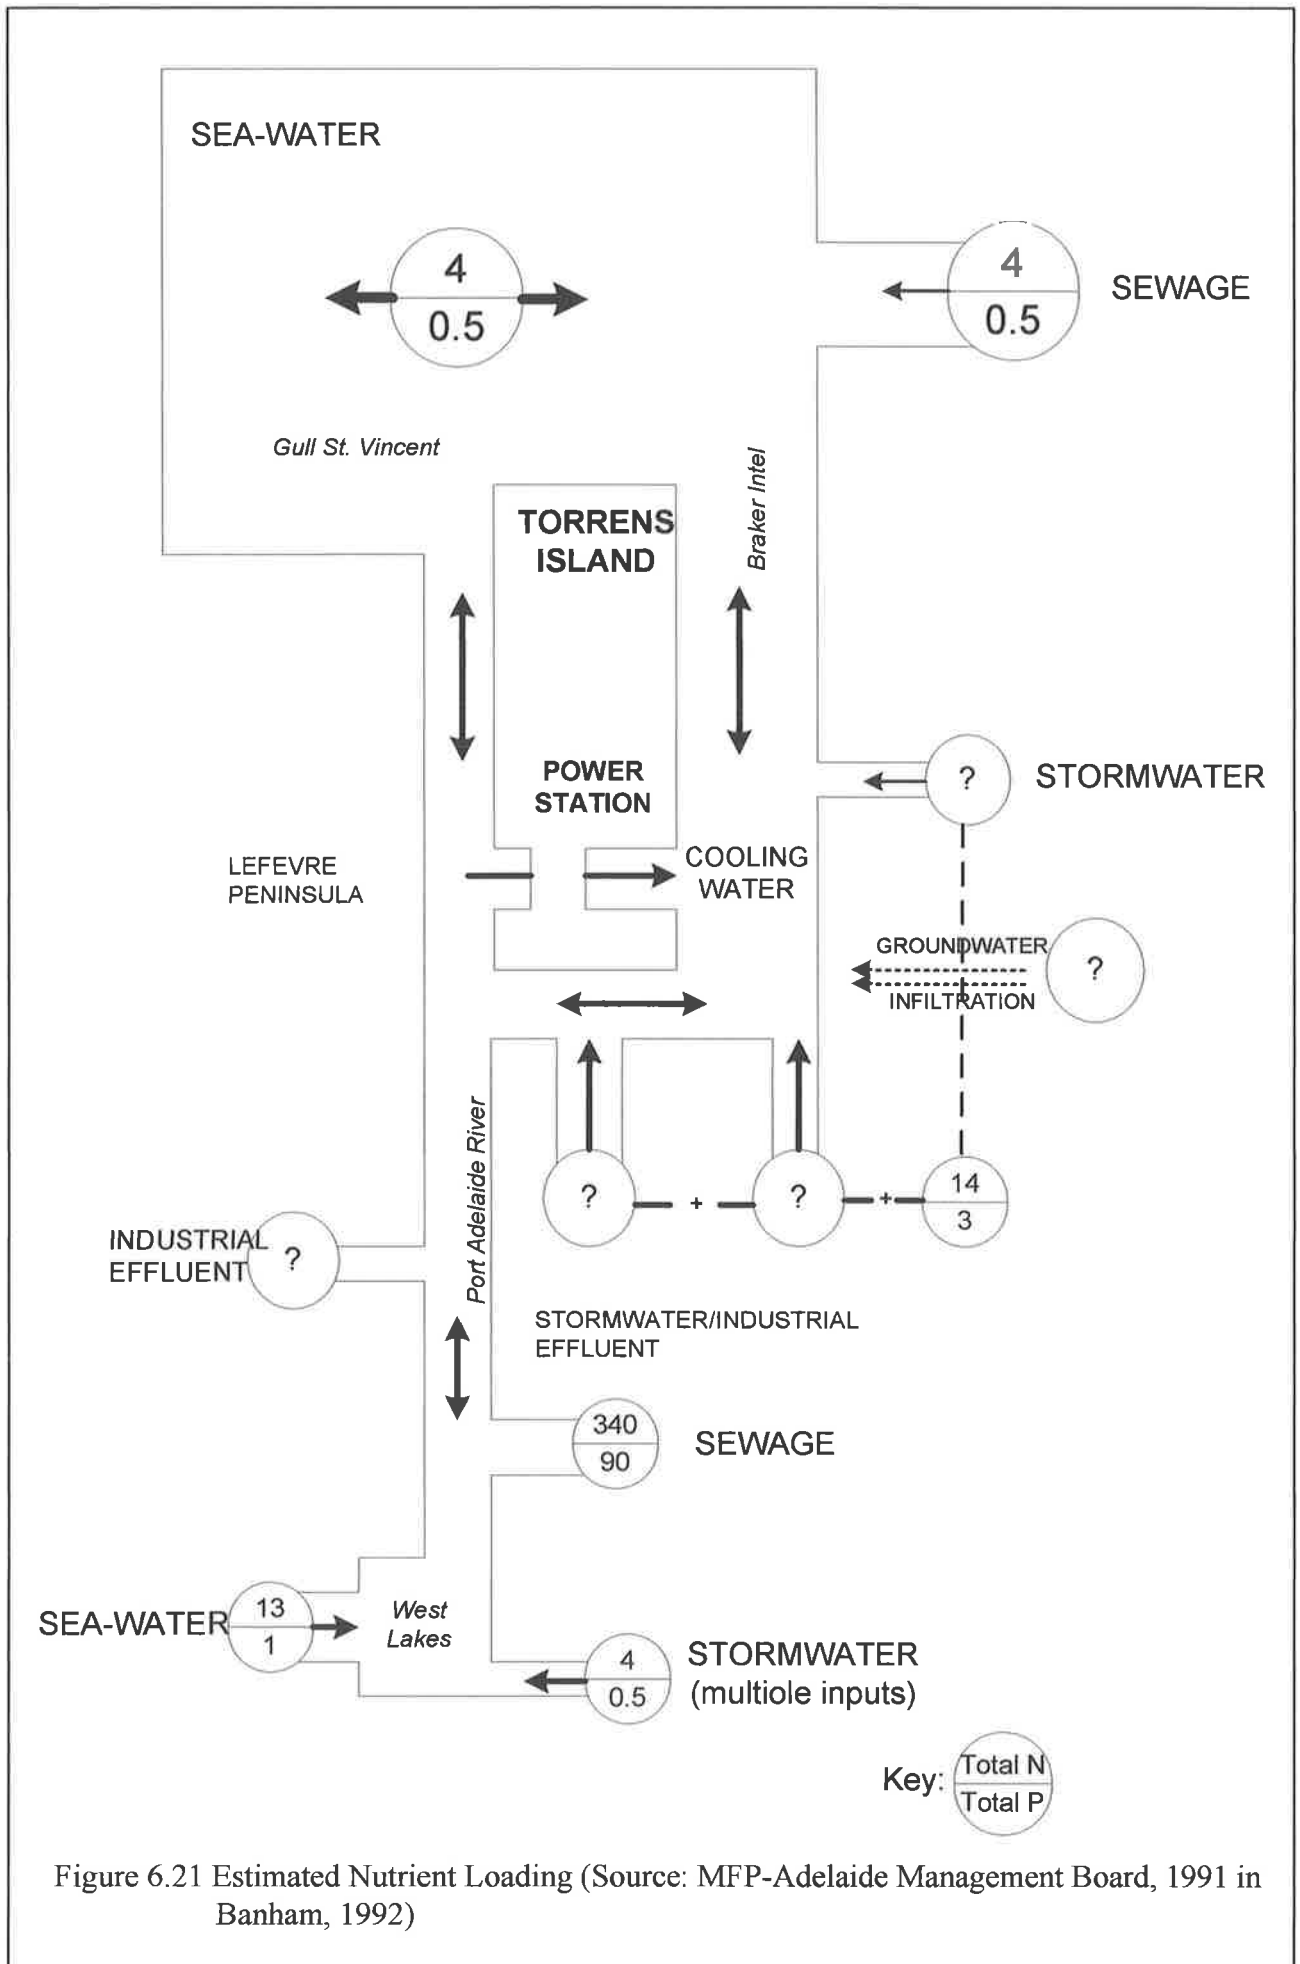 SEA-WATER
4
0.5
4
0.5
SEWAGE
Gull St. Vincent
Braker Intel
TORRENS
ISLAND
POWER
STATION
?
STORMWATER
LEFEVRE
PENINSULA
COOLING
WATER
GROUNDWATER
INFILTRATION
?
Port Adelaide River
?
+
?
+
14
3
INDUSTRIAL
EFFLUENT
?
STORMWATER/INDUSTRIAL
EFFLUENT
340
90
SEWAGE
SEA-WATER
13
1
West
Lakes
4
0.5
STORMWATER
(multiole inputs)
Key:
Total N
Total P
Figure 6.21 Estimated Nutrient Loading (Source: MFP-Adelaide Management Board, 1991 in
Banham, 1992)